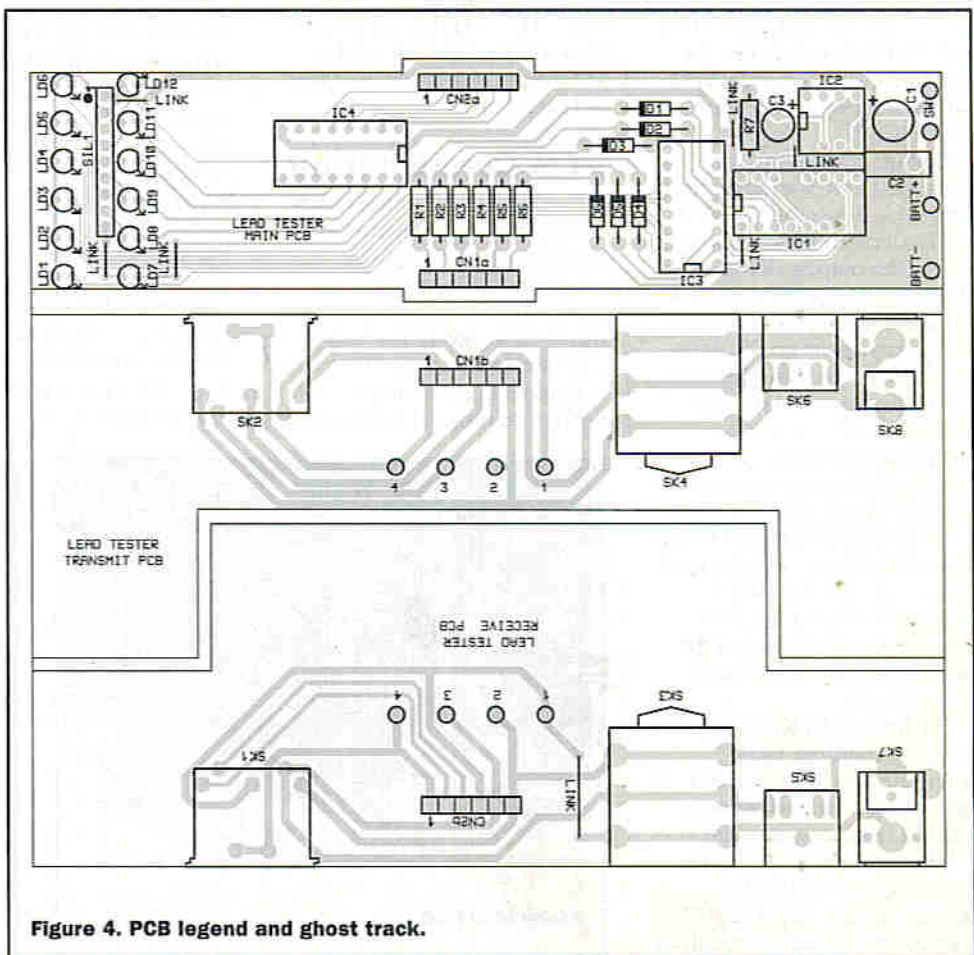 LD6
LD5
LD4
LD3
LD2
LD1
SIL1
LD12
LINK
LD11
LD10
LD9
LD8
LD7
LINK
LINK
LEAD TESTER
MAIN PCB
IC4
1 CN2a
R1 R2 R3 R4 R5 R6
1 CN1a
D1
D2
D3
D6 D5 D4
IC3
LINK
LINK
R7
C3 +
IC2
LINK
+ C1
SW
C2
IC1
BATT+
BATT-
SK2
1 CN1b
4 3 2 1
SK4
SK6
SK8
LEAD TESTER
TRANSMIT PCB
LEAD TESTER
RECEIVE PCB
4 3 2 1
SK1
1 CN2b
LINK
SK3
SK5
SK7
Figure 4. PCB legend and ghost track.